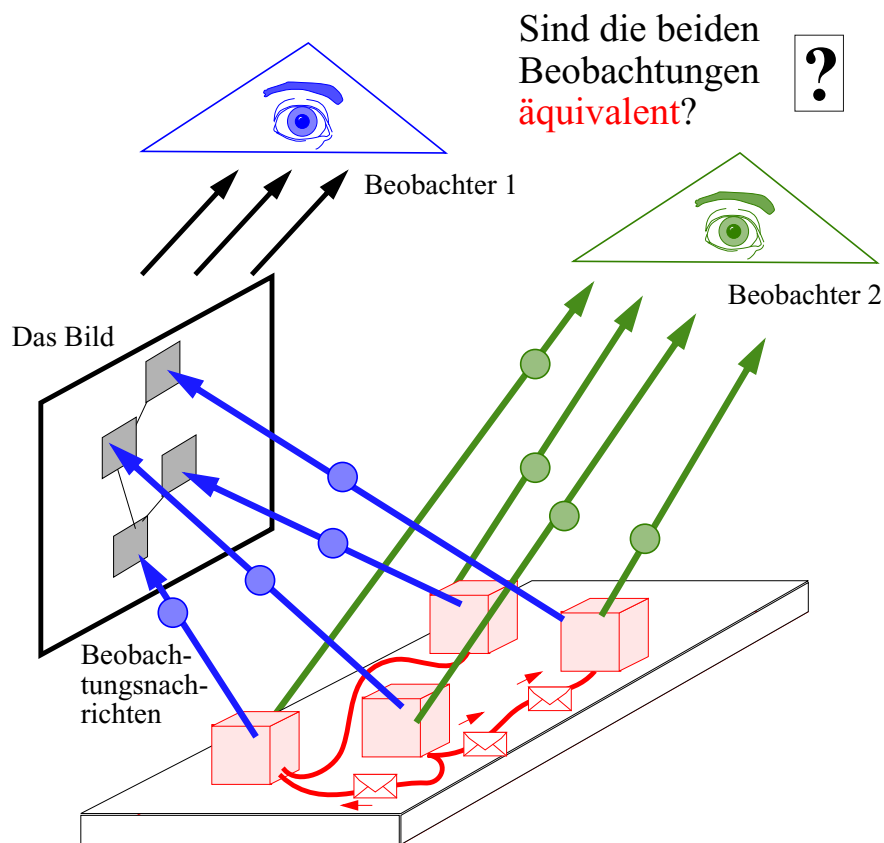 Sind die beiden
Beobachtungen
äquivalent?
?
Beobachter 1
Beobachter 2
Das Bild
Beobach-
tungsnach-
richten